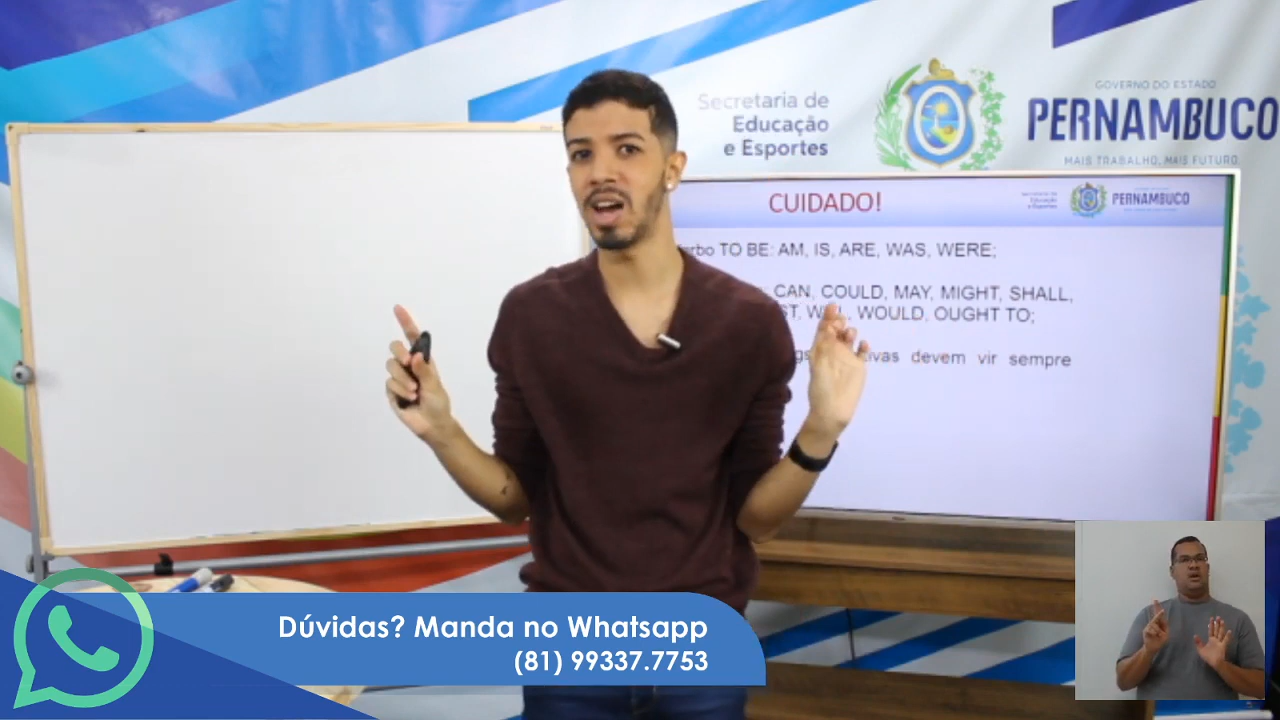 Secretaria de
Educação
e Esportes
GOVERNO DO ESTADO
PERNAMBUCO
MAIS TRABALHO, MAIS FUTURO.
CUIDADO!
PERNAMBUCO
TO BE: AM, IS, ARE, WAS, WERE;
CAN, COULD, MAY, MIGHT, SHALL,
WILL, WOULD, OUGHT TO;
devem vir sempre
Dúvidas? Manda no Whatsapp
(81) 99337.7753